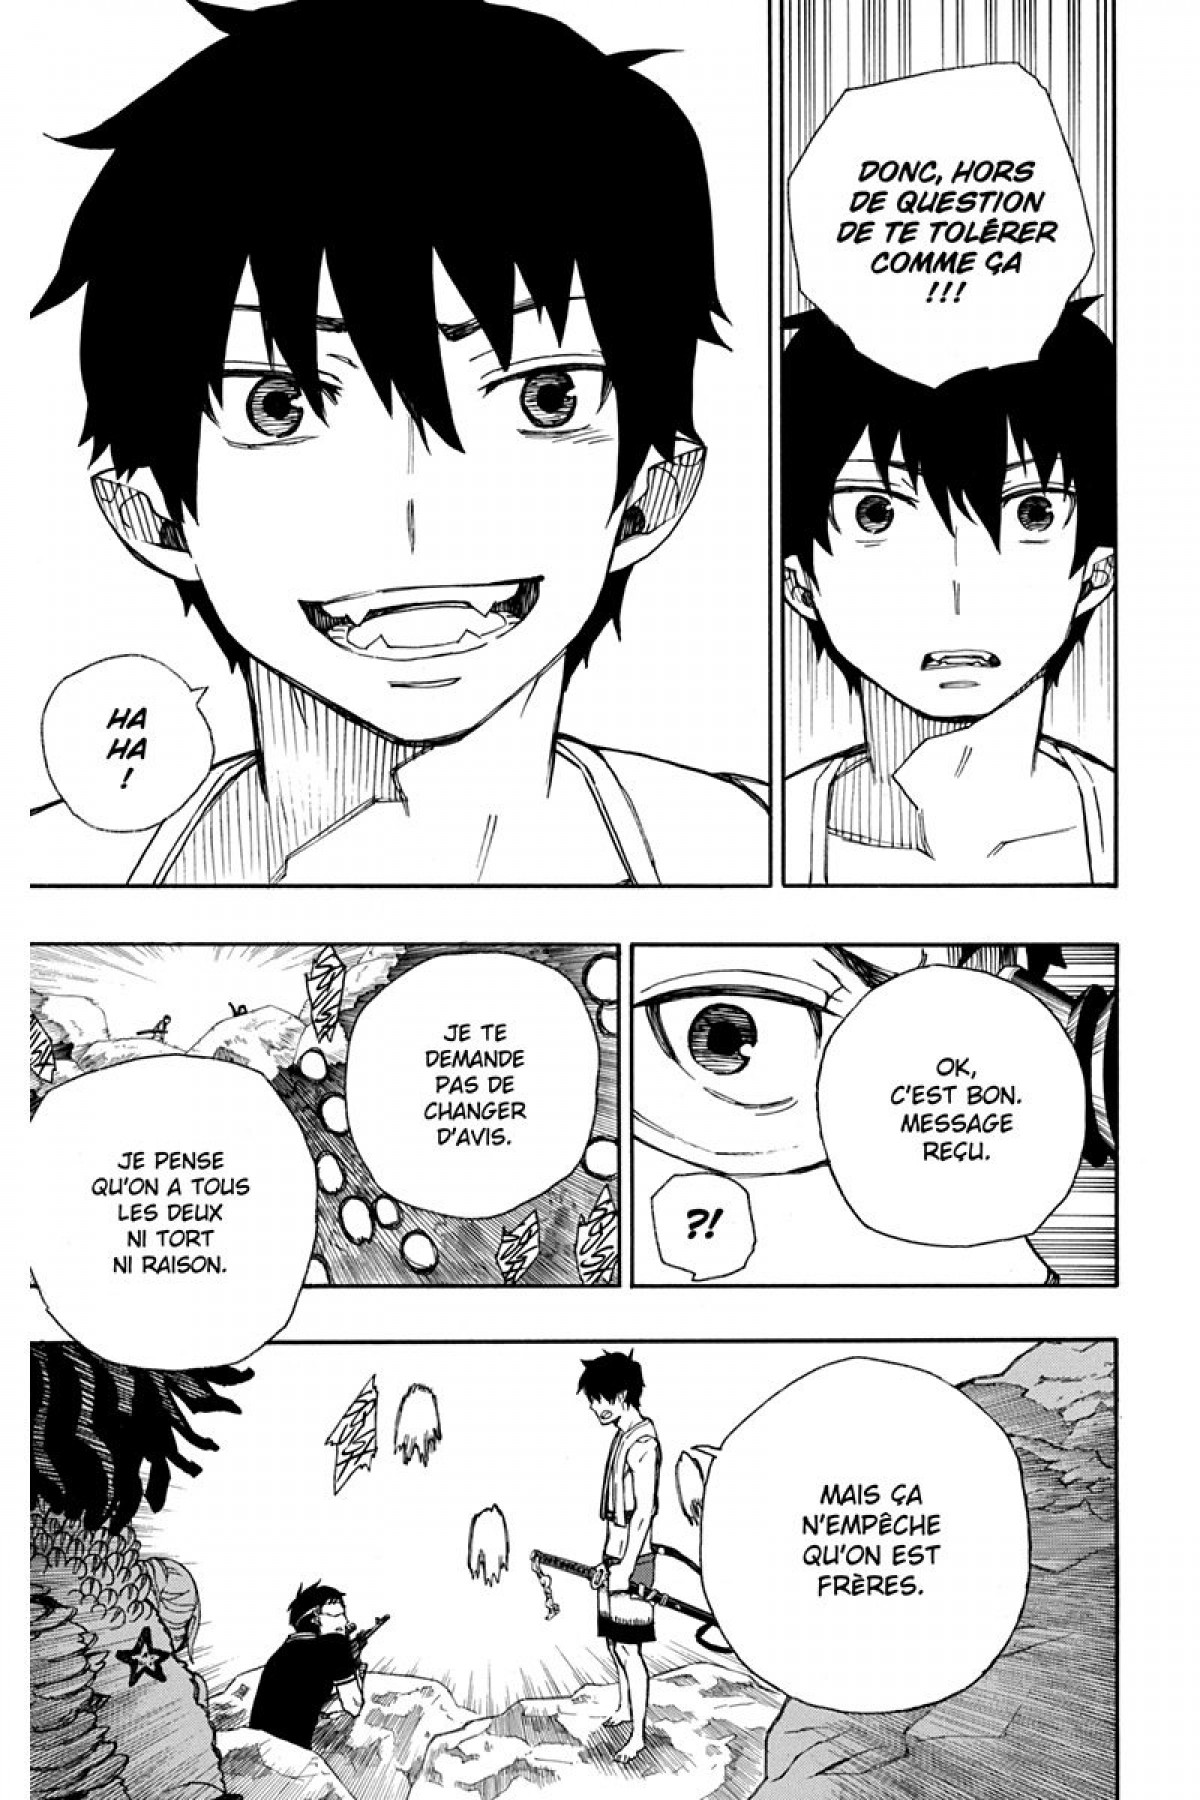 DONC, HORS
DE QUESTION
DE TE TOLÉRER
COMME ÇA
!!!
HA
HA
!
OK,
C'EST BON.
MESSAGE
REÇU.
?!
JE TE
DEMANDE
PAS DE
CHANGER
D'AVIS.
JE PENSE
QU'ON A TOUS
LES DEUX
NI TORT
NI RAISON.
MAIS ÇA
N'EMPÊCHE
QU'ON EST
FRÈRES.